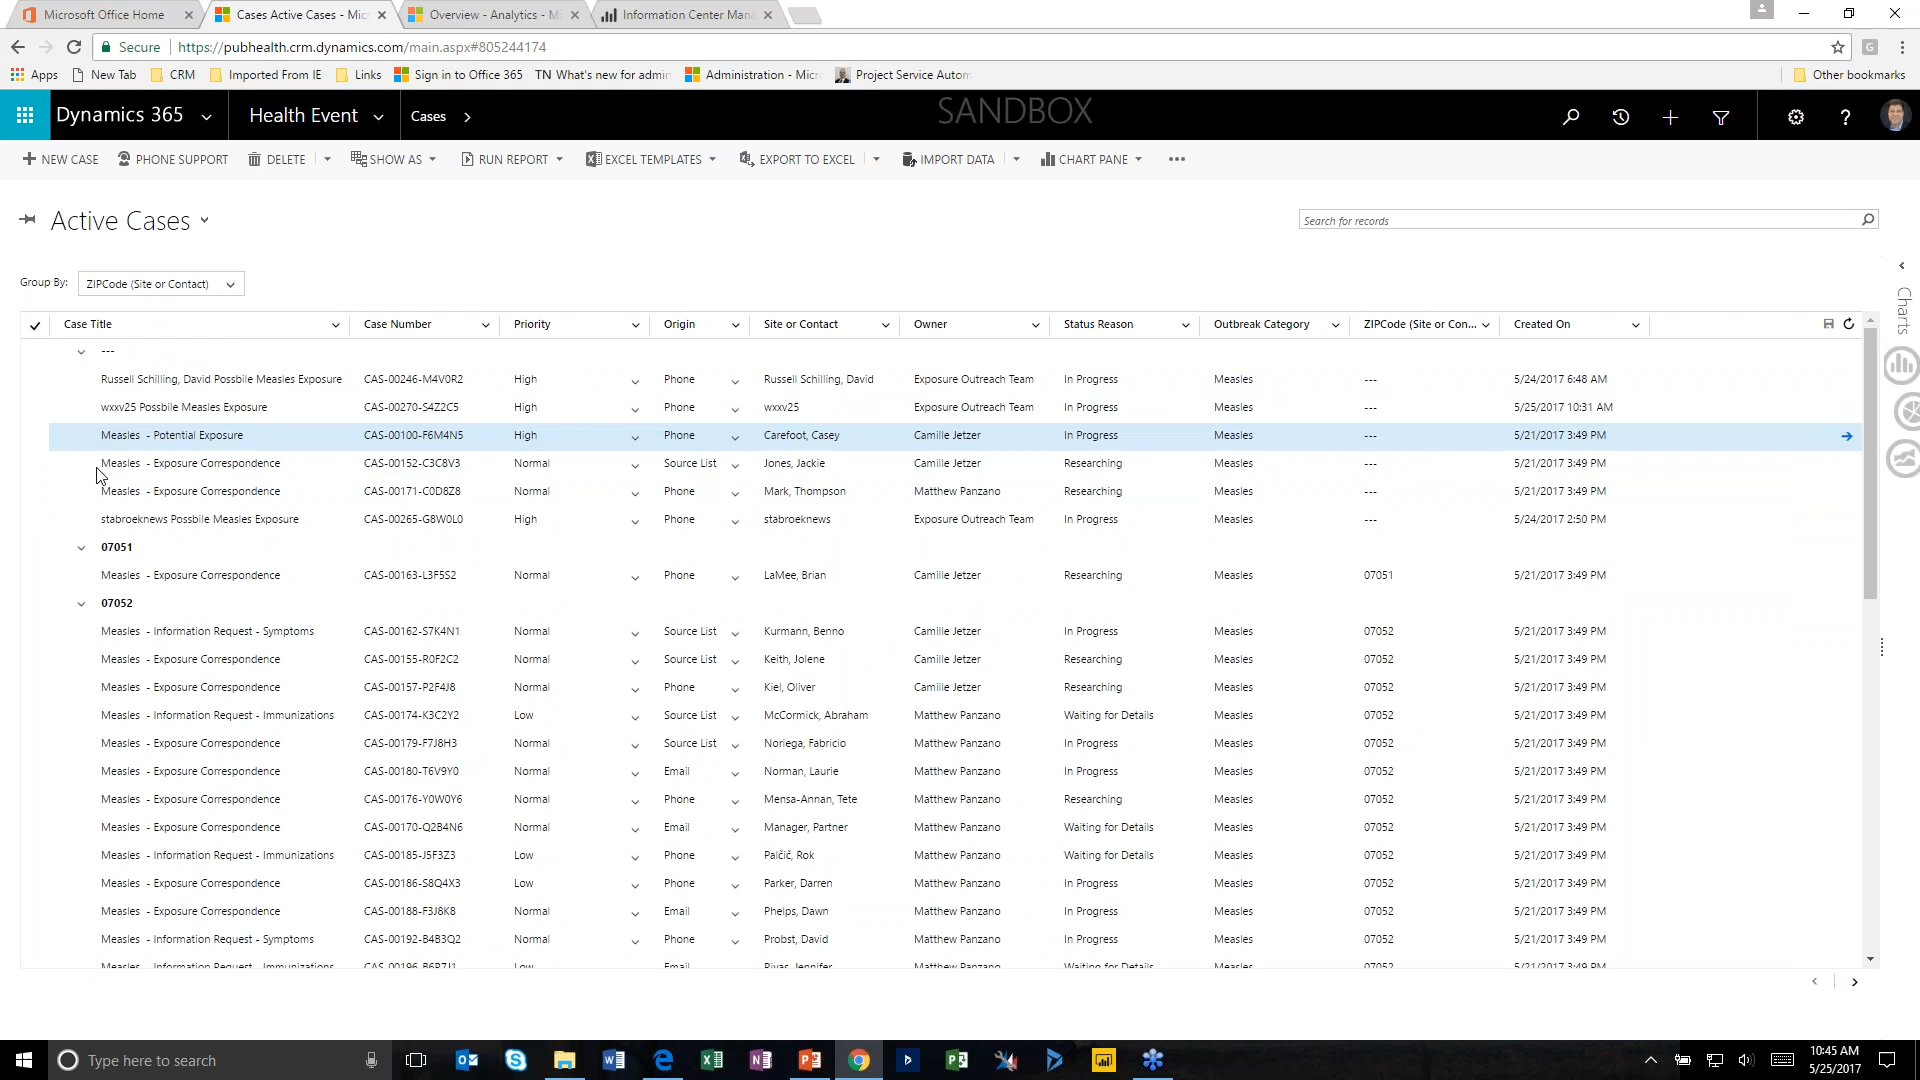 Microsoft Office Home
Cases Active Cases - Mic
Overview - Analytics - M
Information Center Mana
Secure https://pubhealth.crm.dynamics.com/main.aspx#805244174
Apps New Tab CRM Imported From IE Links Sign in to Office 365 TN What's new for admin Administration - Micr Project Service Autom Other bookmarks
Dynamics 365 Health Event Cases SANDBOX
NEW CASE PHONE SUPPORT DELETE SHOW AS RUN REPORT EXCEL TEMPLATES EXPORT TO EXCEL IMPORT DATA CHART PANE
Active Cases
Search for records
Group By: ZIPCode (Site or Contact)
Charts
Case Title Case Number Priority Origin Site or Contact Owner Status Reason Outbreak Category ZIPCode (Site or Con... Created On
---
Russell Schilling, David Possbile Measles Exposure CAS-00246-M4V0R2 High Phone Russell Schilling, David Exposure Outreach Team In Progress Measles --- 5/24/2017 6:48 AM
wxxv25 Possbile Measles Exposure CAS-00270-S4Z2C5 High Phone wxxv25 Exposure Outreach Team In Progress Measles --- 5/25/2017 10:31 AM
Measles - Potential Exposure CAS-00100-F6M4N5 High Phone Carefoot, Casey Camille Jetzer In Progress Measles --- 5/21/2017 3:49 PM
Measles - Exposure Correspondence CAS-00152-C3C8V3 Normal Source List Jones, Jackie Camille Jetzer Researching Measles --- 5/21/2017 3:49 PM
Measles - Exposure Correspondence CAS-00171-C0D8Z8 Normal Phone Mark, Thompson Matthew Panzano Researching Measles --- 5/21/2017 3:49 PM
stabroeknews Possbile Measles Exposure CAS-00265-G8W0L0 High Phone stabroeknews Exposure Outreach Team In Progress Measles --- 5/24/2017 2:50 PM
07051
Measles - Exposure Correspondence CAS-00163-L3F5S2 Normal Phone LaMee, Brian Camille Jetzer Researching Measles 07051 5/21/2017 3:49 PM
07052
Measles - Information Request - Symptoms CAS-00162-S7K4N1 Normal Source List Kurmann, Benno Camille Jetzer In Progress Measles 07052 5/21/2017 3:49 PM
Measles - Exposure Correspondence CAS-00155-R0F2C2 Normal Source List Keith, Jolene Camille Jetzer Researching Measles 07052 5/21/2017 3:49 PM
Measles - Exposure Correspondence CAS-00157-P2F4J8 Normal Phone Kiel, Oliver Camille Jetzer Researching Measles 07052 5/21/2017 3:49 PM
Measles - Information Request - Immunizations CAS-00174-K3C2Y2 Low Source List McCormick, Abraham Matthew Panzano Waiting for Details Measles 07052 5/21/2017 3:49 PM
Measles - Exposure Correspondence CAS-00179-F7J8H3 Normal Source List Noriega, Fabricio Matthew Panzano In Progress Measles 07052 5/21/2017 3:49 PM
Measles - Exposure Correspondence CAS-00180-T6V9Y0 Normal Email Norman, Laurie Matthew Panzano In Progress Measles 07052 5/21/2017 3:49 PM
Measles - Exposure Correspondence CAS-00176-Y0W0Y6 Normal Phone Mensa-Annan, Tete Matthew Panzano Researching Measles 07052 5/21/2017 3:49 PM
Measles - Exposure Correspondence CAS-00170-Q2B4N6 Normal Email Manager, Partner Matthew Panzano Waiting for Details Measles 07052 5/21/2017 3:49 PM
Measles - Information Request - Immunizations CAS-00185-J5F3Z3 Low Phone Palčič, Rok Matthew Panzano Waiting for Details Measles 07052 5/21/2017 3:49 PM
Measles - Exposure Correspondence CAS-00186-S8Q4X3 Low Phone Parker, Darren Matthew Panzano In Progress Measles 07052 5/21/2017 3:49 PM
Measles - Exposure Correspondence CAS-00188-F3J8K8 Normal Email Phelps, Dawn Matthew Panzano In Progress Measles 07052 5/21/2017 3:49 PM
Measles - Information Request - Symptoms CAS-00192-B4B3Q2 Normal Phone Probst, David Matthew Panzano In Progress Measles 07052 5/21/2017 3:49 PM
Measles - Information Request - Immunizations CAS-00196-B6P7J1 Low Email Rivas, Jennifer Matthew Panzano Waiting for Details Measles 07052 5/21/2017 3:49 PM
Type here to search
10:45 AM
5/25/2017